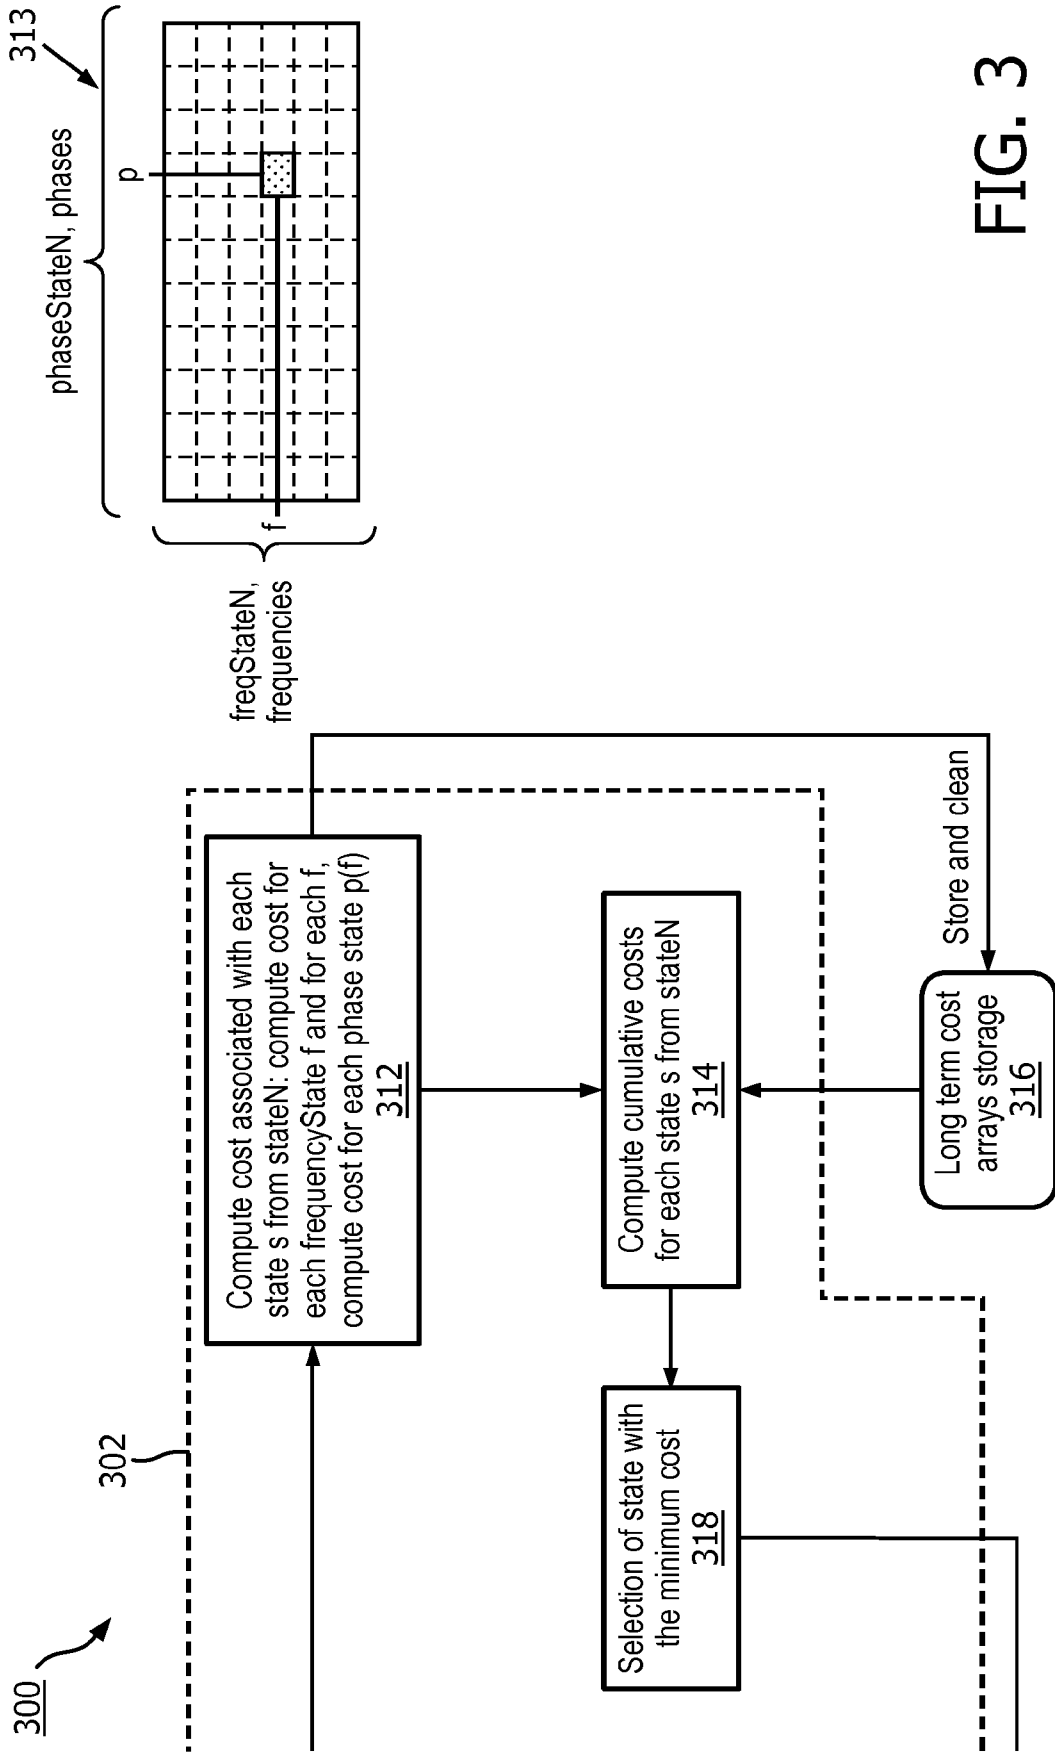 300
302
Compute cost associated with each
state s from stateN: compute cost for
each frequencyState f and for each f,
compute cost for each phase state p(f)
312
freqStateN,
frequencies
phaseStateN, phases
313
p
f
Selection of state with
the minimum cost
318
Compute cumulative costs
for each state s from stateN
314
Long term cost
arrays storage
316
Store and clean
FIG. 3